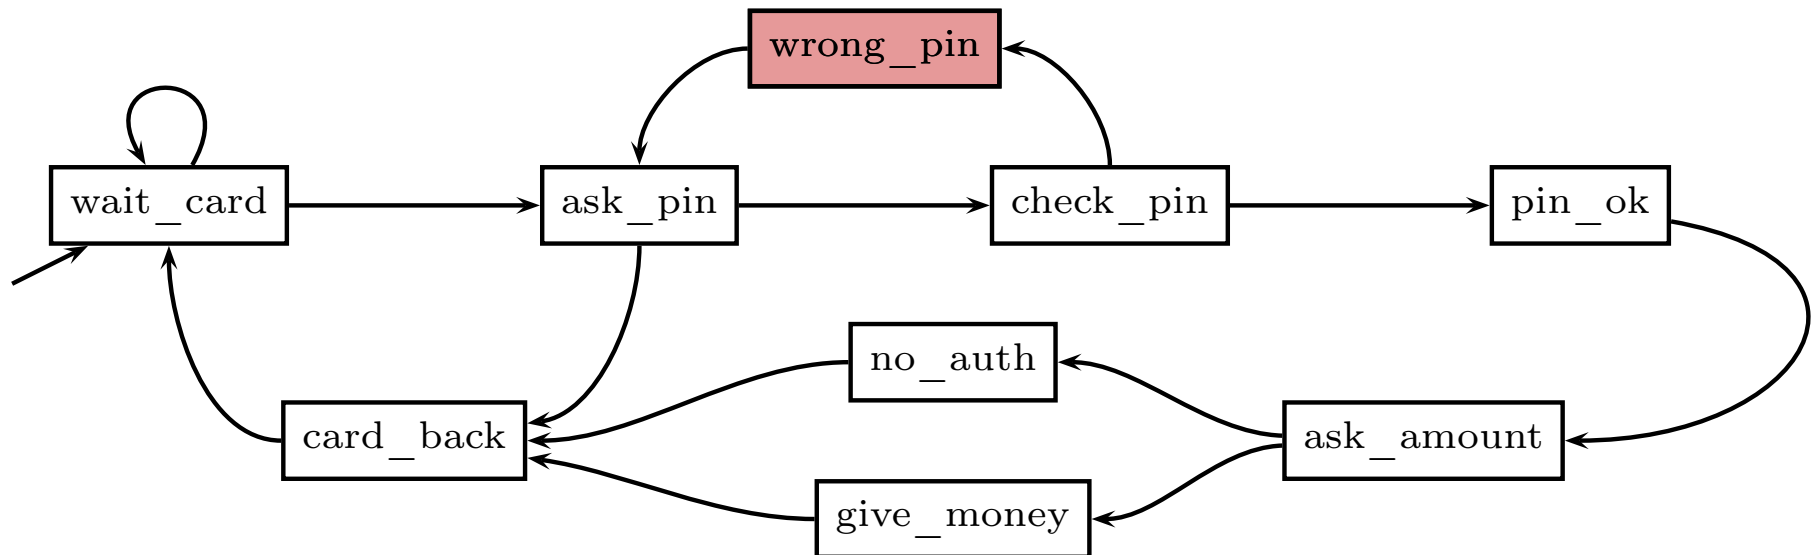 wrong_pin
wait_card
ask_pin
check_pin
pin_ok
no_auth
card_back
ask_amount
give_money